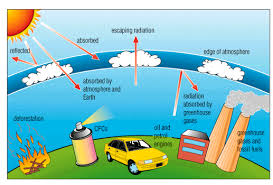 escaping radiation
absorbed
reflected
edge of atmosphere
absorbed by
atmosphere and
Earth
radiation
absorbed by
greenhouse
gases
deforestation
CFCs
oil and
petrol
engines
greenhouse
gases and
fossil fuels